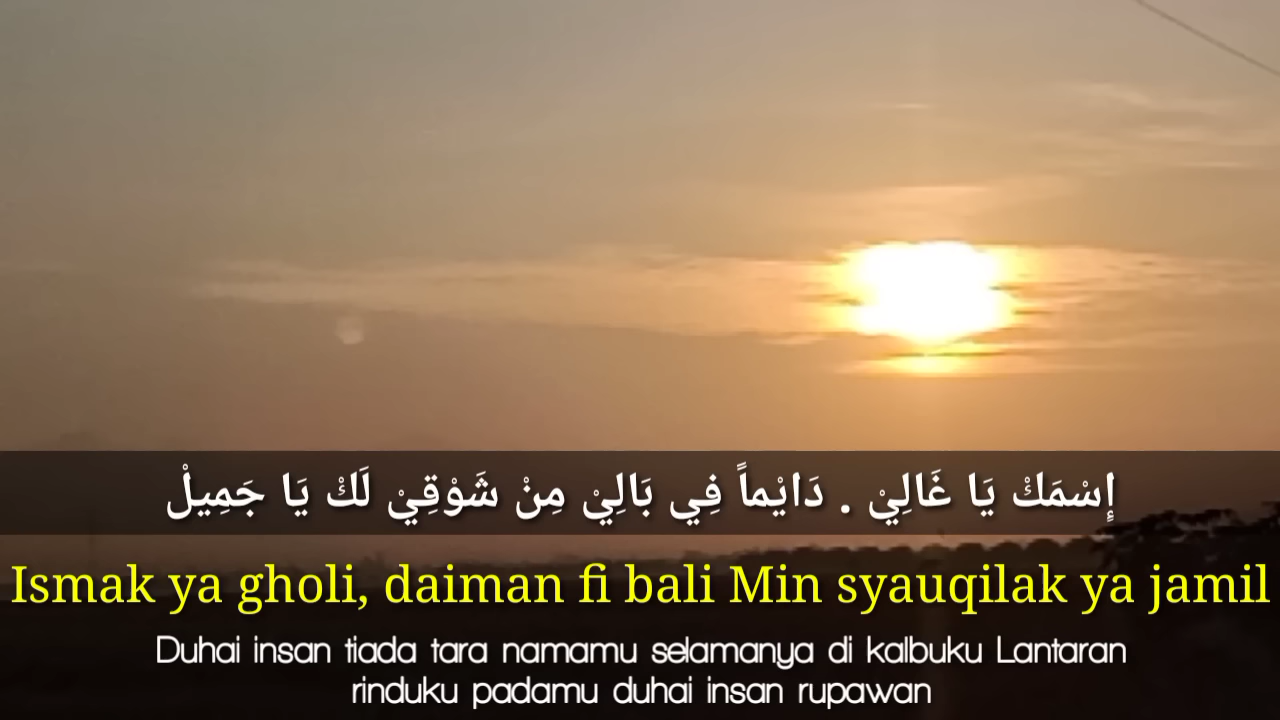 إِسْمَكْ يَا غَالِيْ . دَايْماً فِي بَالِيْ مِنْ شَوْقِيْ لَكْ يَا جَمِيلْ
Ismak ya gholi, daiman fi bali Min syauqilak ya jamil
Duhai insan tiada tara namamu selamanya di kalbuku Lantaran
rinduku padamu duhai insan rupawan